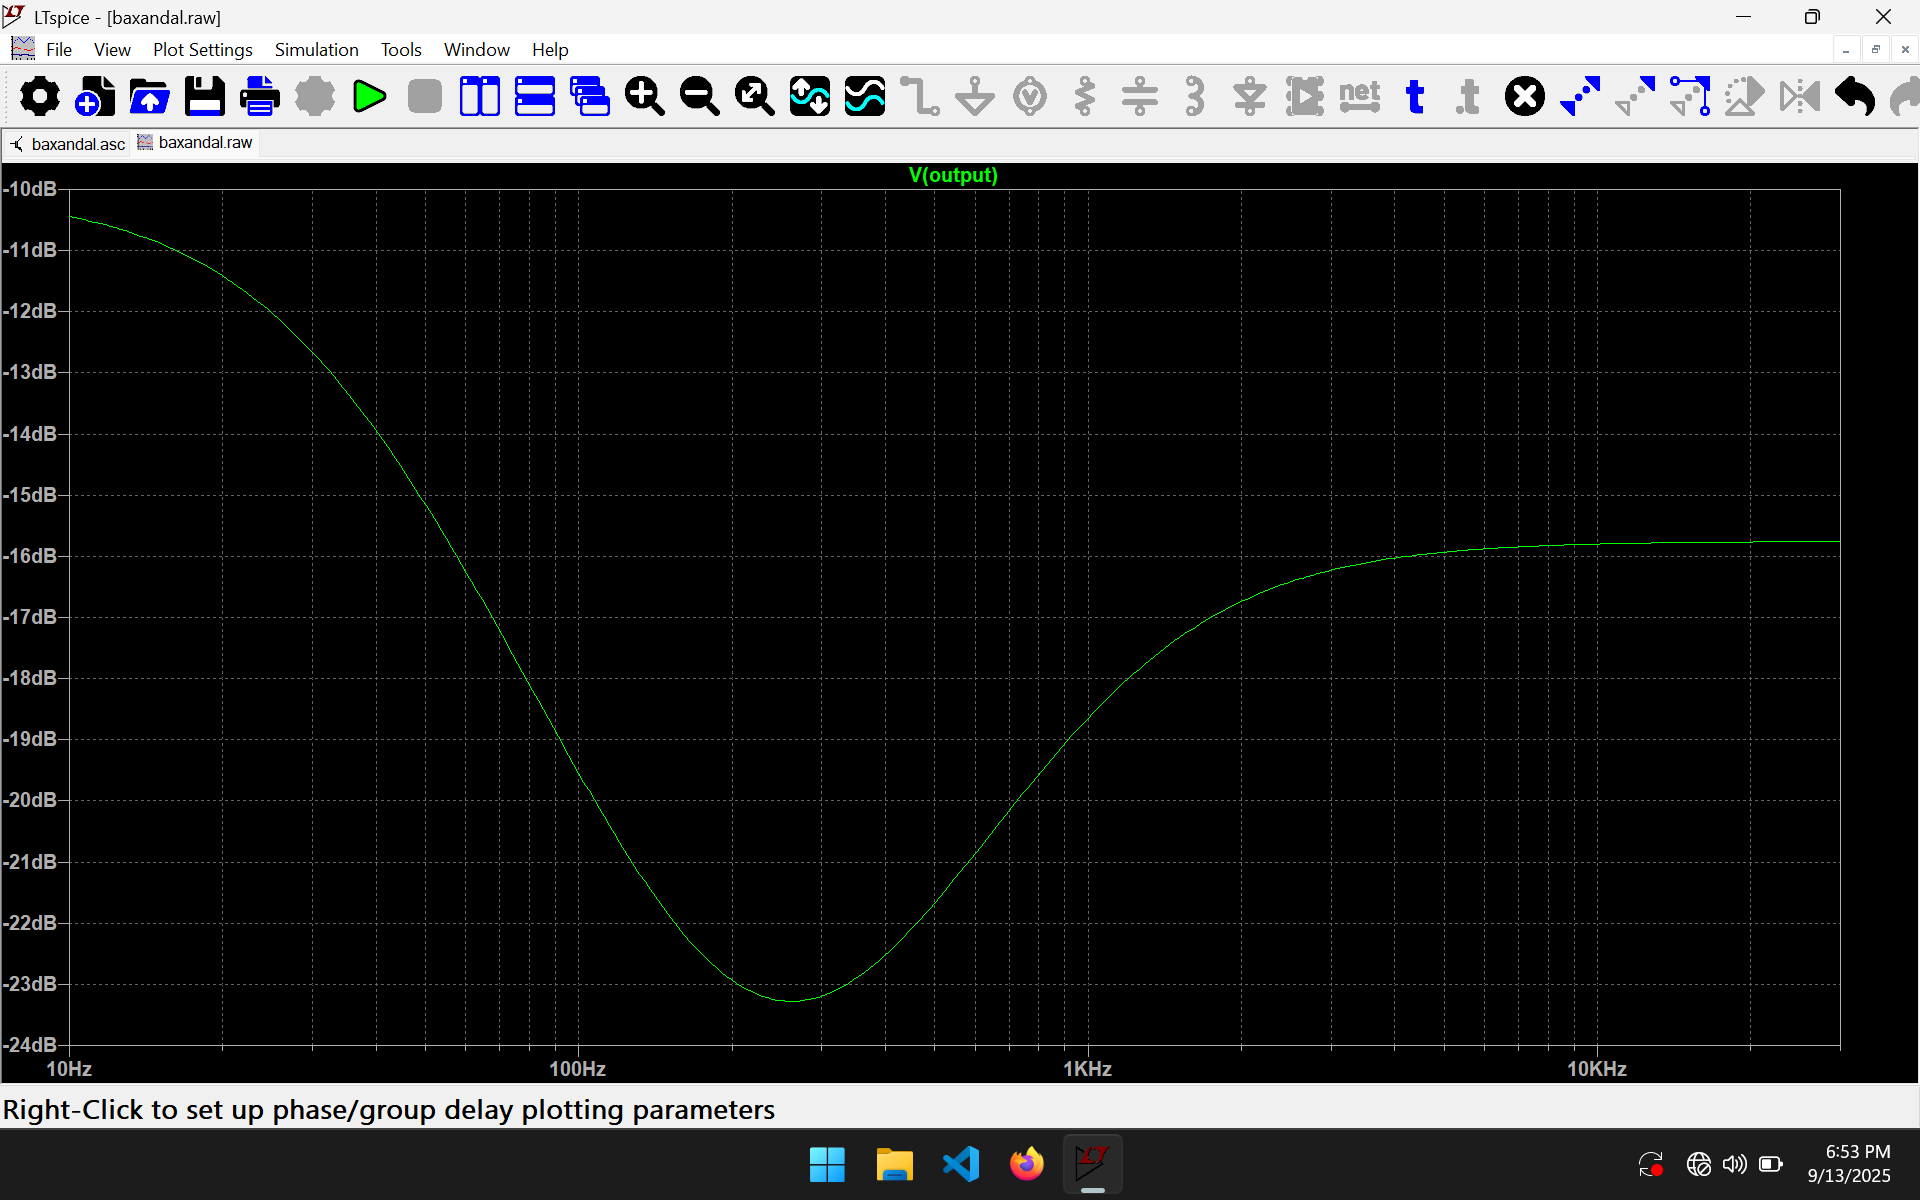 LTspice - [baxandal.raw]
File View Plot Settings Simulation Tools Window Help
net t .t
baxandal.asc baxandal.raw
V(output)
-10dB
-11dB
-12dB
-13dB
-14dB
-15dB
-16dB
-17dB
-18dB
-19dB
-20dB
-21dB
-22dB
-23dB
-24dB
10Hz 100Hz 1KHz 10KHz
Right-Click to set up phase/group delay plotting parameters
6:53 PM
9/13/2025